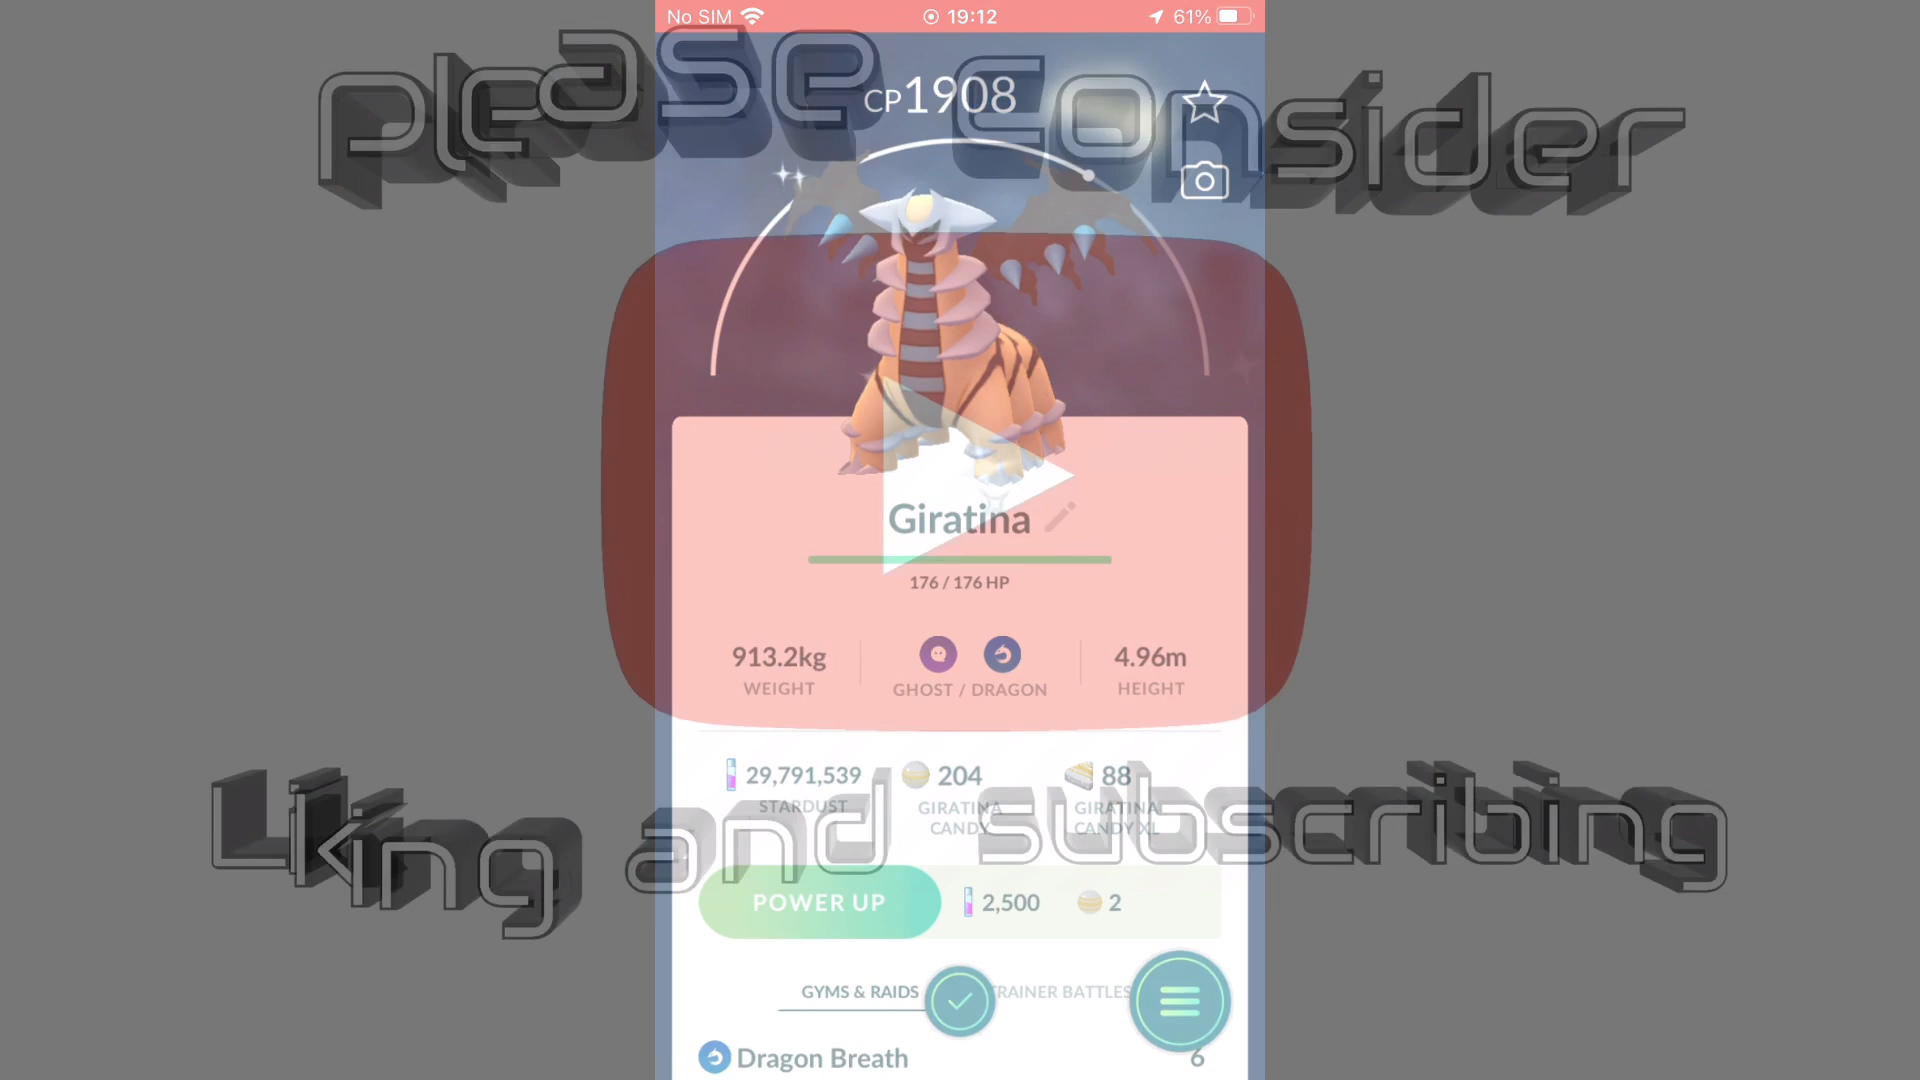 No SIM 19:12 61%
please consider
CP1908
Giratina
176 / 176 HP
913.2kg 4.96m
WEIGHT GHOST / DRAGON HEIGHT
29,791,539 204 88
STARDUST GIRATINA CANDY GIRATINA CANDY XL
Liking and subscribing
POWER UP 2,500 2
GYMS & RAIDS TRAINER BATTLES
Dragon Breath 6